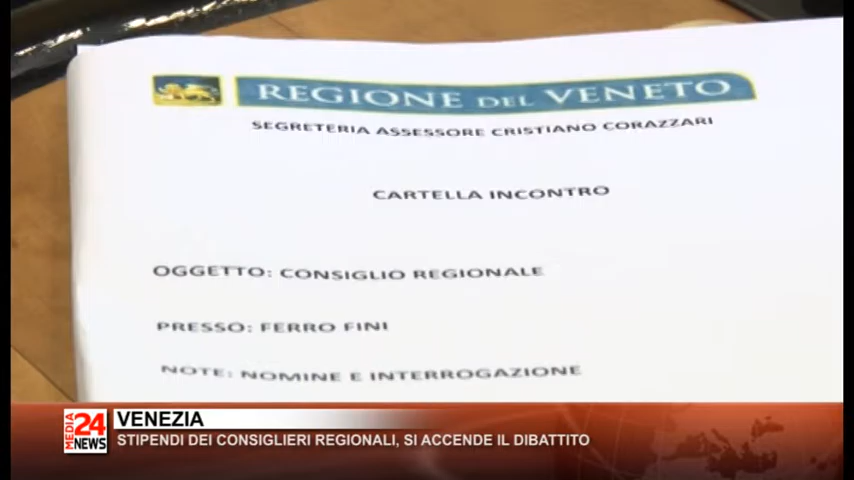 REGIONE DEL VENETO
SEGRETERIA ASSESSORE CRISTIANO CORAZZARI
CARTELLA INCONTRO
OGGETTO: CONSIGLIO REGIONALE
PRESSO: FERRO FINI
NOTE: NOMINE E INTERROGAZIONE
MEDIA 24 NEWS
VENEZIA
STIPENDI DEI CONSIGLIERI REGIONALI, SI ACCENDE IL DIBATTITO